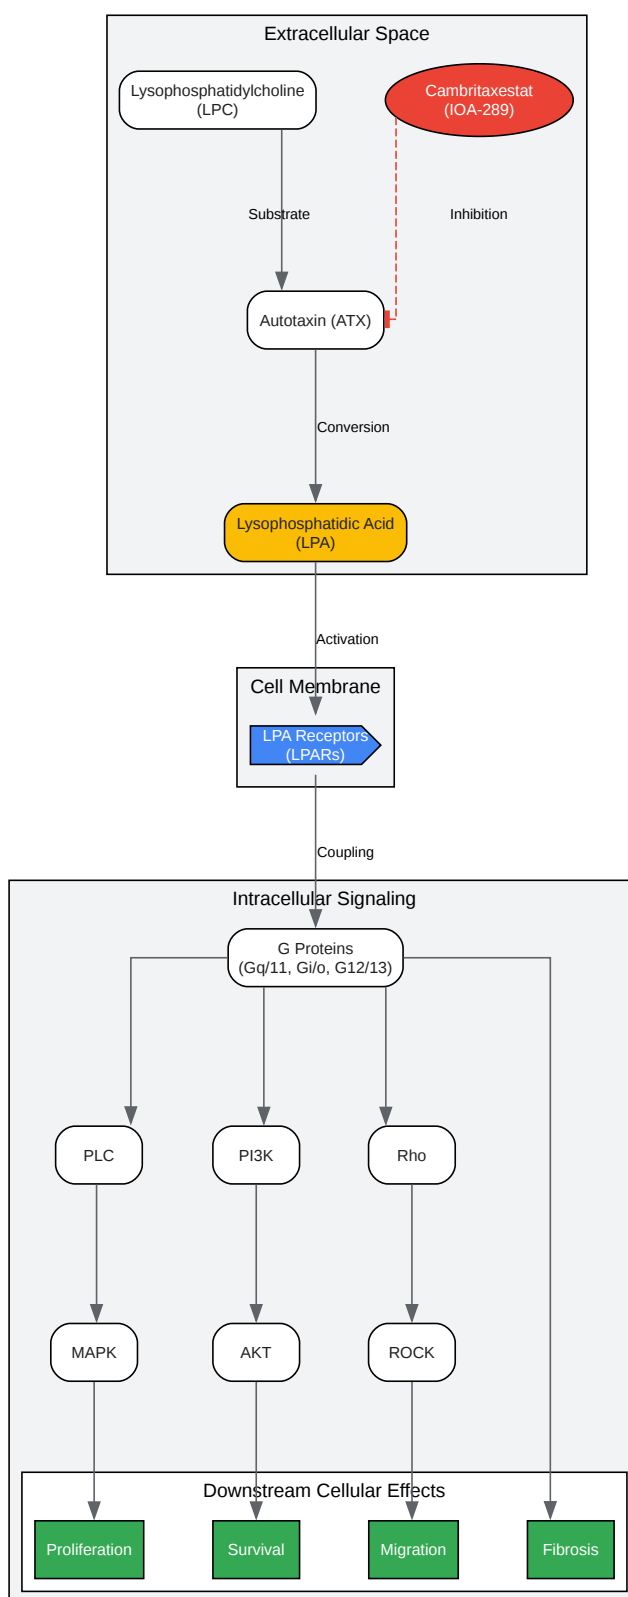 Extracellular Space
Lysophosphatidylcholine
(LPC)
Cambritaxestat
(IOA-289)
Substrate
Inhibition
Autotaxin (ATX)
Conversion
Lysophosphatidic Acid
(LPA)
Activation
Cell Membrane
LPA Receptors
(LPARs)
Coupling
Intracellular Signaling
G Proteins
(Gq/11, Gi/o, G12/13)
PLC
PI3K
Rho
MAPK
AKT
ROCK
Downstream Cellular Effects
Proliferation
Survival
Migration
Fibrosis